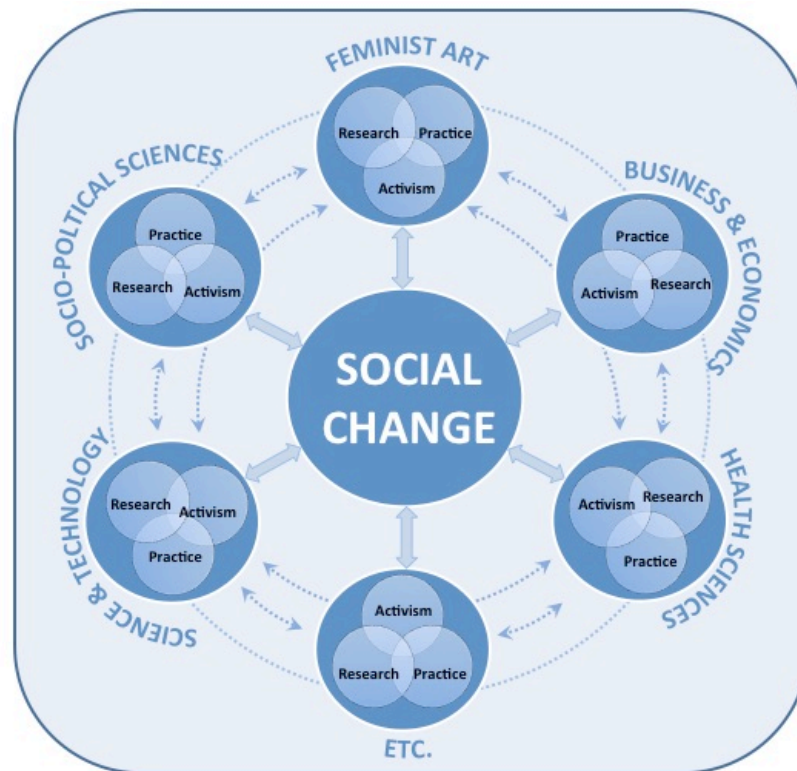 FEMINIST ART
Research
Practice
Activism
SOCIO-POLTICAL SCIENCES
Practice
Research
Activism
BUSINESS & ECONOMICS
Practice
Activism
Research
SOCIAL
CHANGE
SCIENCE & TECHNOLOGY
Research
Activism
Practice
HEALTH SCIENCES
Activism
Research
Practice
Activism
Research
Practice
ETC.